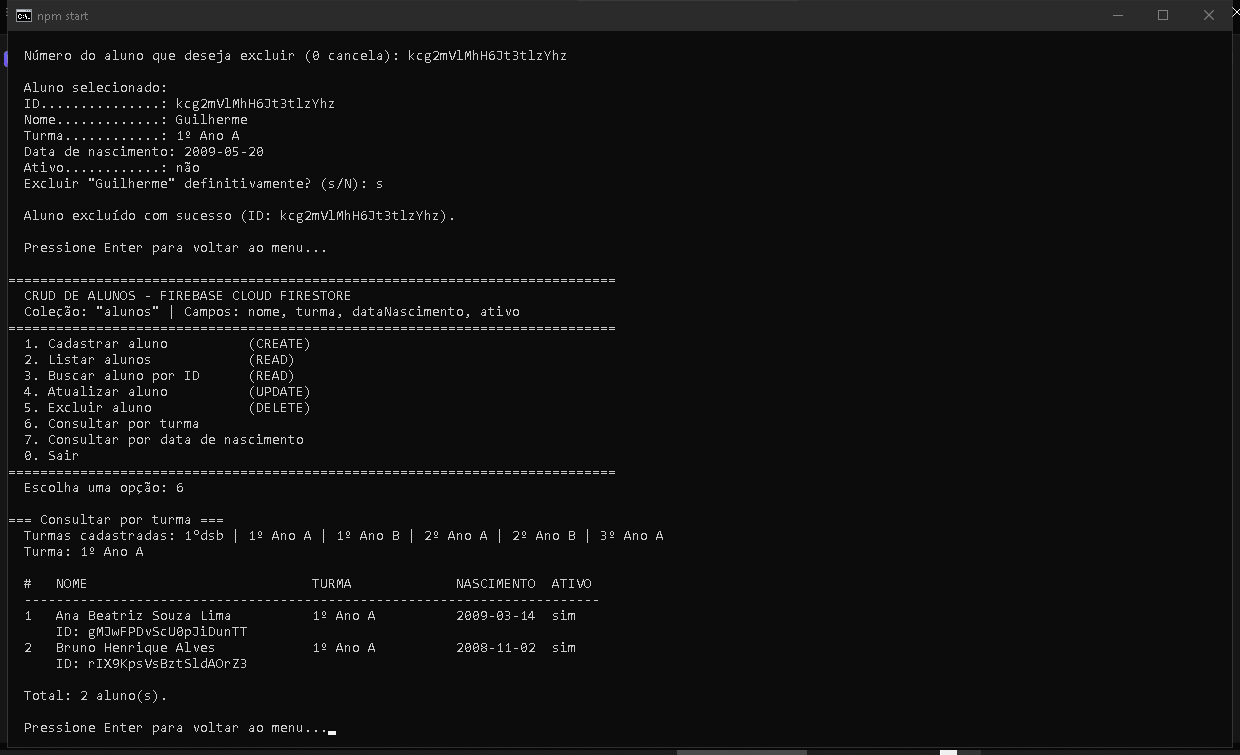 npm start
Número do aluno que deseja excluir (0 cancela): kcg2mVlMhH6Jt3tlzYhz
Aluno selecionado:
ID...............: kcg2mVlMhH6Jt3tlzYhz
Nome.............: Guilherme
Turma............: 1º Ano A
Data de nascimento: 2009-05-20
Ativo............: não
Excluir "Guilherme" definitivamente? (s/N): s
Aluno excluído com sucesso (ID: kcg2mVlMhH6Jt3tlzYhz).
Pressione Enter para voltar ao menu...
============================================================================
CRUD DE ALUNOS - FIREBASE CLOUD FIRESTORE
Coleção: "alunos" | Campos: nome, turma, dataNascimento, ativo
============================================================================
1. Cadastrar aluno          (CREATE)
2. Listar alunos            (READ)
3. Buscar aluno por ID      (READ)
4. Atualizar aluno          (UPDATE)
5. Excluir aluno            (DELETE)
6. Consultar por turma
7. Consultar por data de nascimento
0. Sair
============================================================================
Escolha uma opção: 6
=== Consultar por turma ===
Turmas cadastradas: 1°dsb | 1º Ano A | 1º Ano B | 2º Ano A | 2º Ano B | 3º Ano A
Turma: 1º Ano A
#   NOME                            TURMA             NASCIMENTO  ATIVO
------------------------------------------------------------------------
1   Ana Beatriz Souza Lima          1º Ano A          2009-03-14  sim
ID: gMJwFPDvScU0pJiDunTT
2   Bruno Henrique Alves            1º Ano A          2008-11-02  sim
ID: rIX9KpsVsBztSldAOrZ3
Total: 2 aluno(s).
Pressione Enter para voltar ao menu...